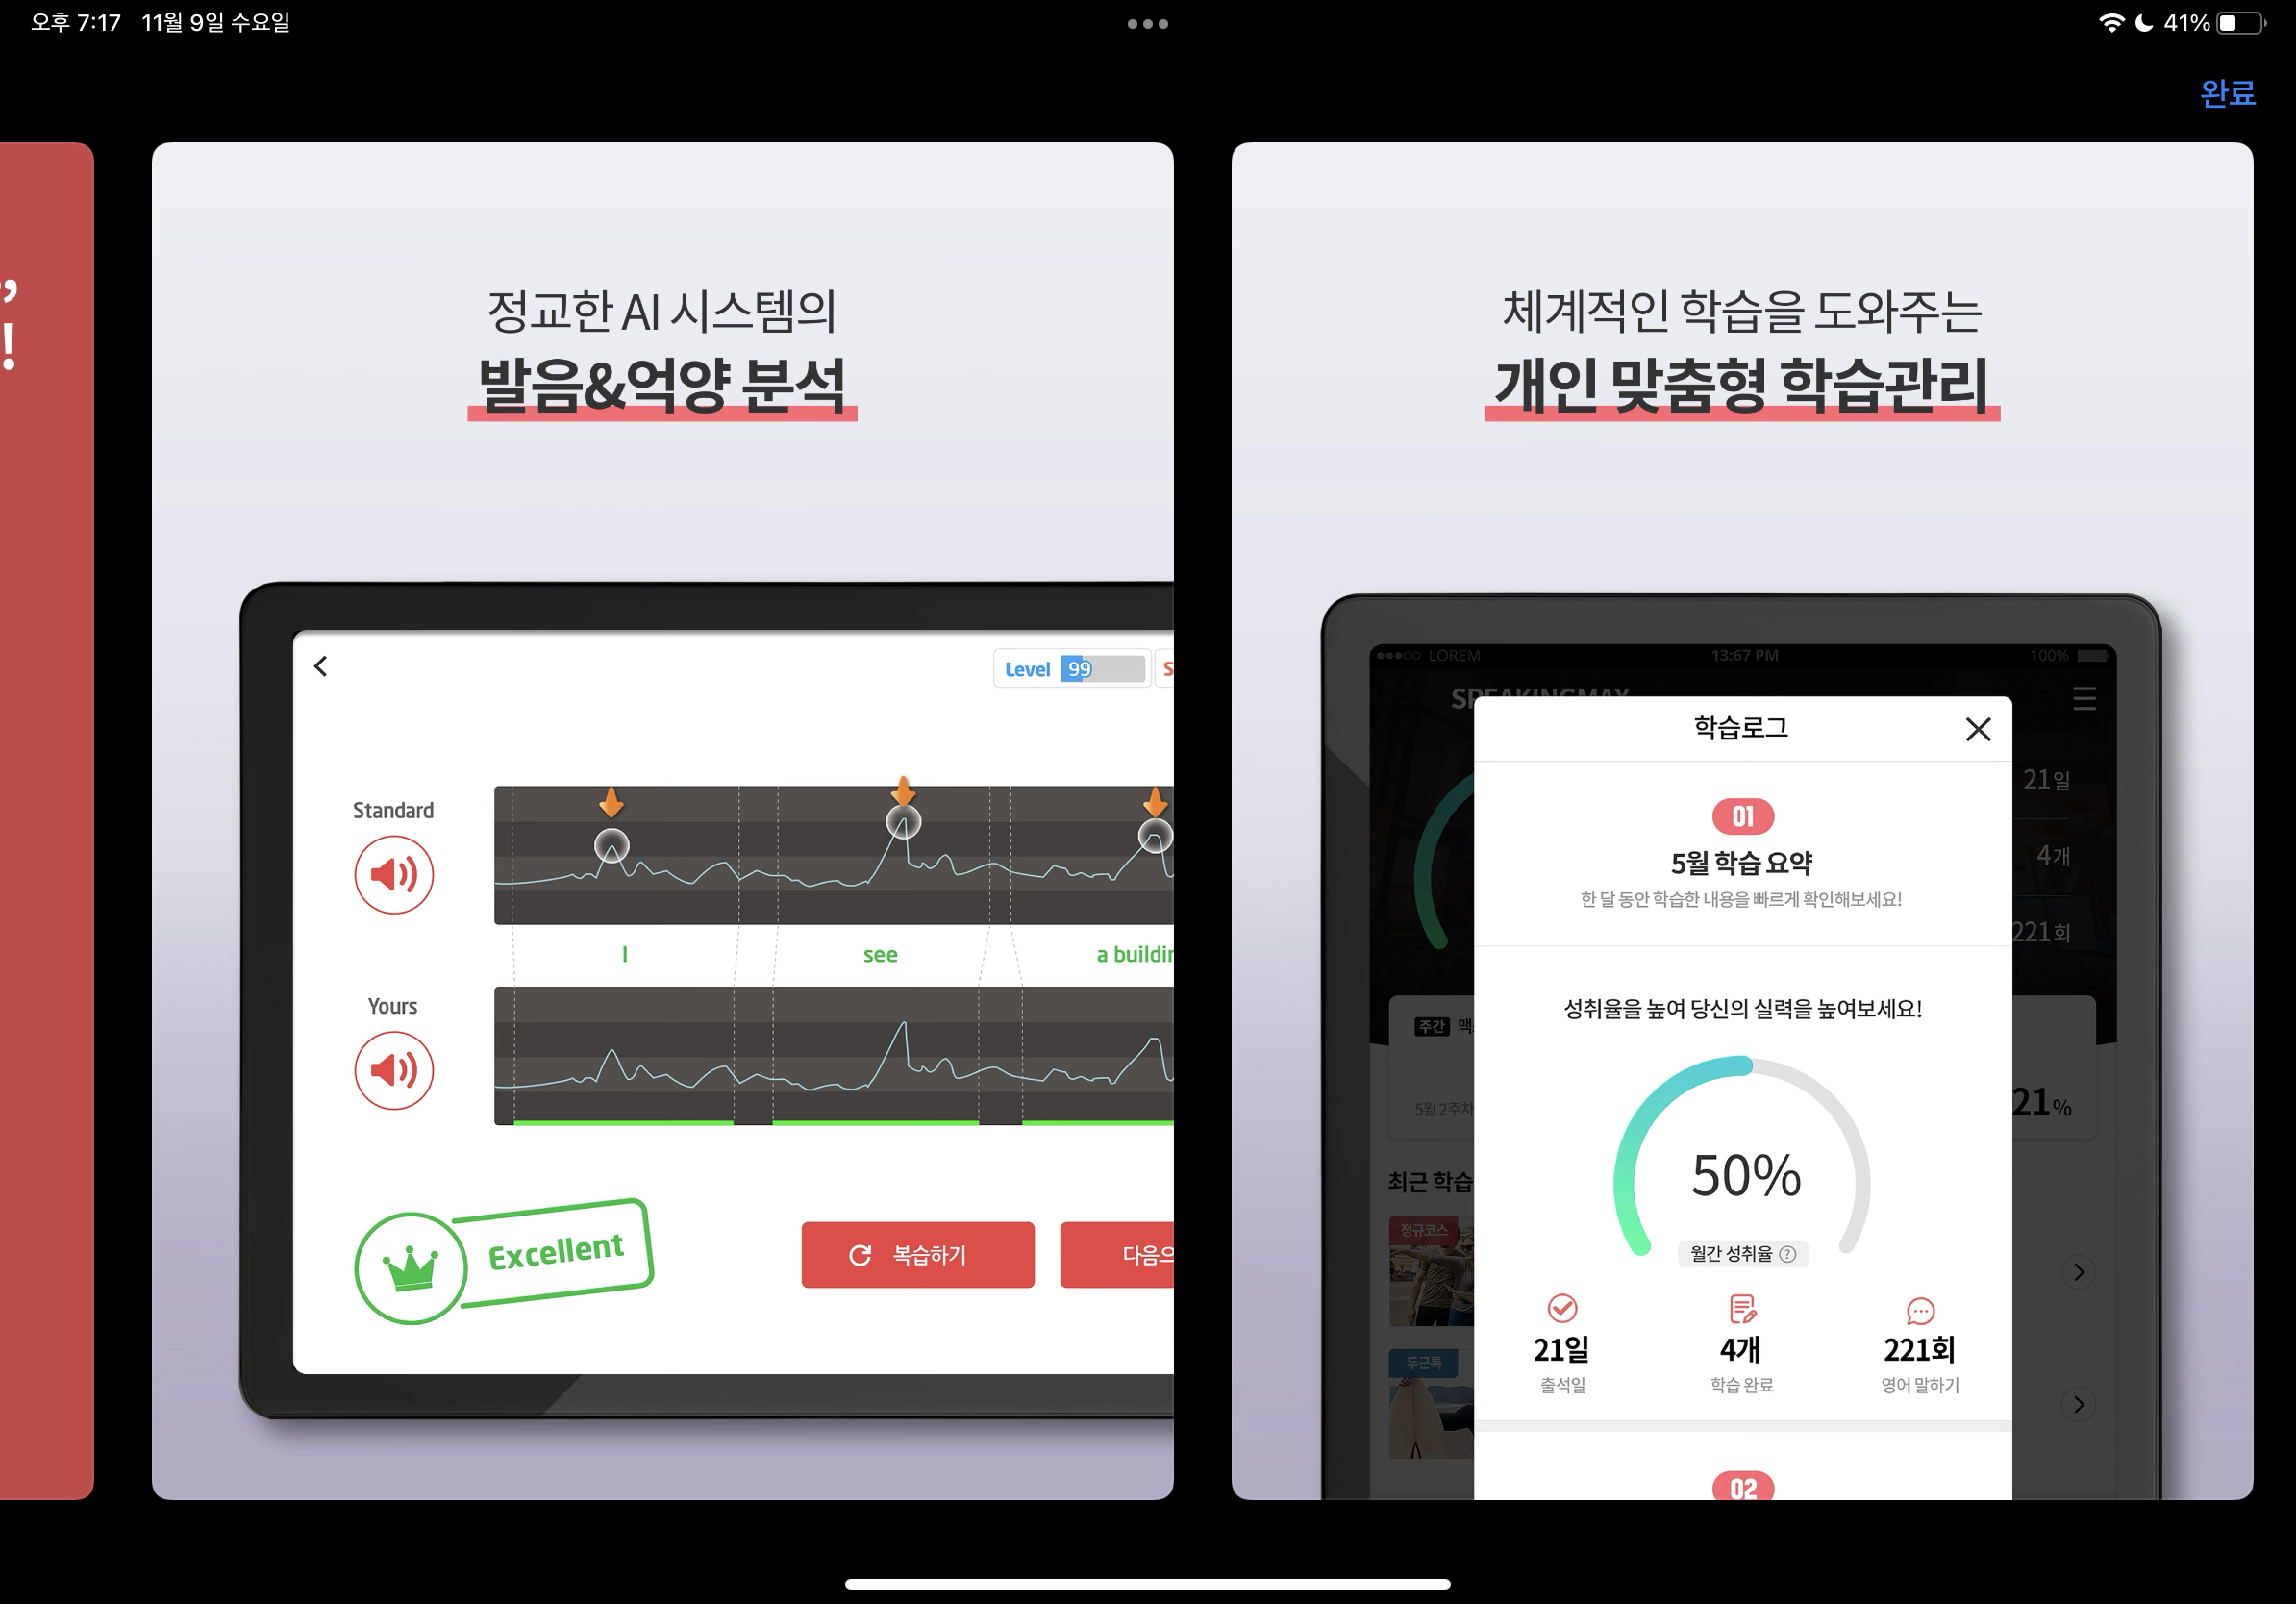 오후 7:17 11월 9일 수요일
41%
완료
”
!
정교한 AI 시스템의
발음&억양 분석
Level 99
Standard
I see
Yours
Excellent
복습하기
체계적인 학습을 도와주는
개인 맞춤형 학습관리
LOREM 13:67 PM 100%
SPEAKINGMAX
학습로그
21일
4개
221회
01
5월 학습 요약
한 달 동안 학습한 내용을 빠르게 확인해보세요!
성취율을 높여 당신의 실력을 높여보세요!
주간
5월 2주차
21%
50%
월간 성취율 ?
최근 학습
정규코스
두근톡
21일 4개 221회
출석일 학습 완료 영어 말하기
02